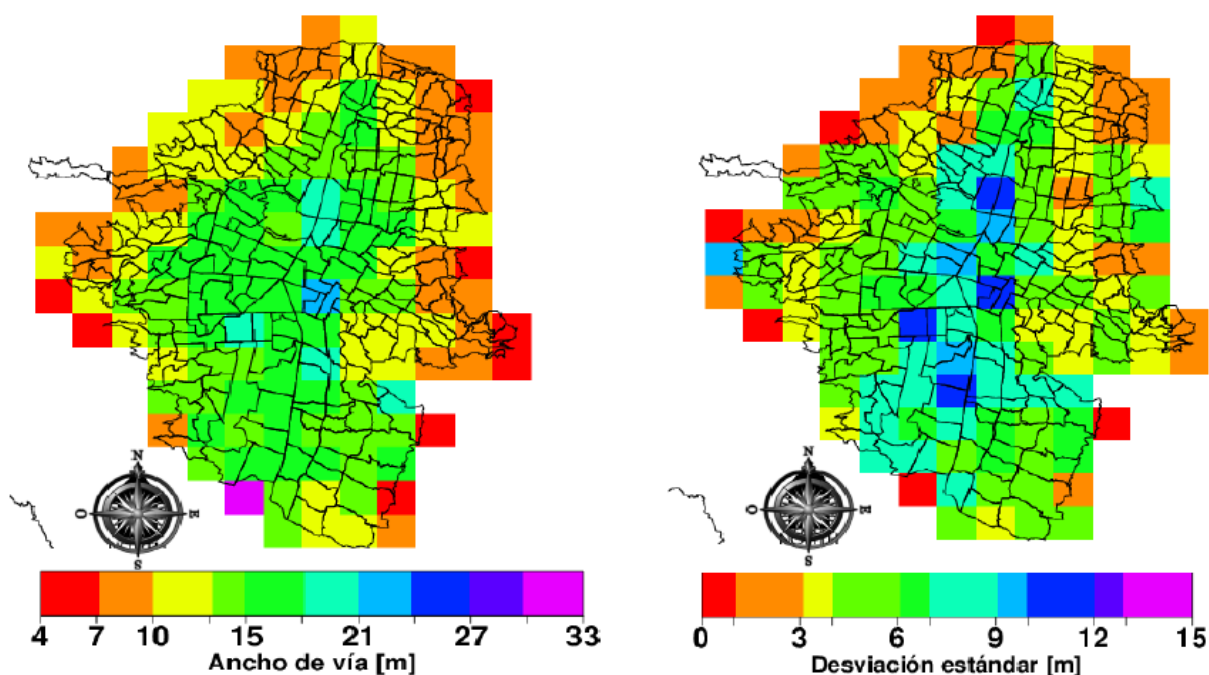 N
O E
S
4 7 10 15 21 27 33
Ancho de vía [m]
N
O E
S
0 3 6 9 12 15
Desviación estándar [m]